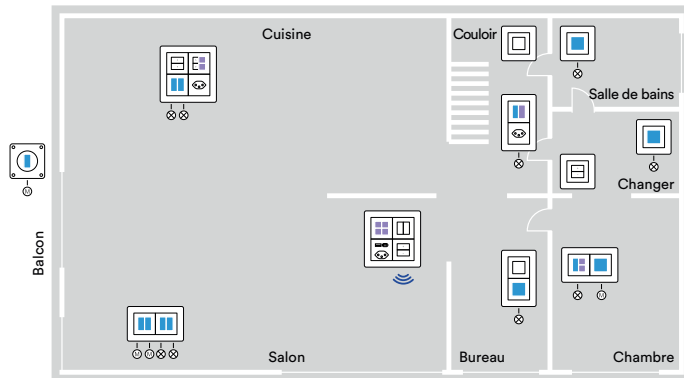 Cuisine
Couloir
Salle de bains
Changer
M
Balcon
M
M M
Salon
Bureau
Chambre